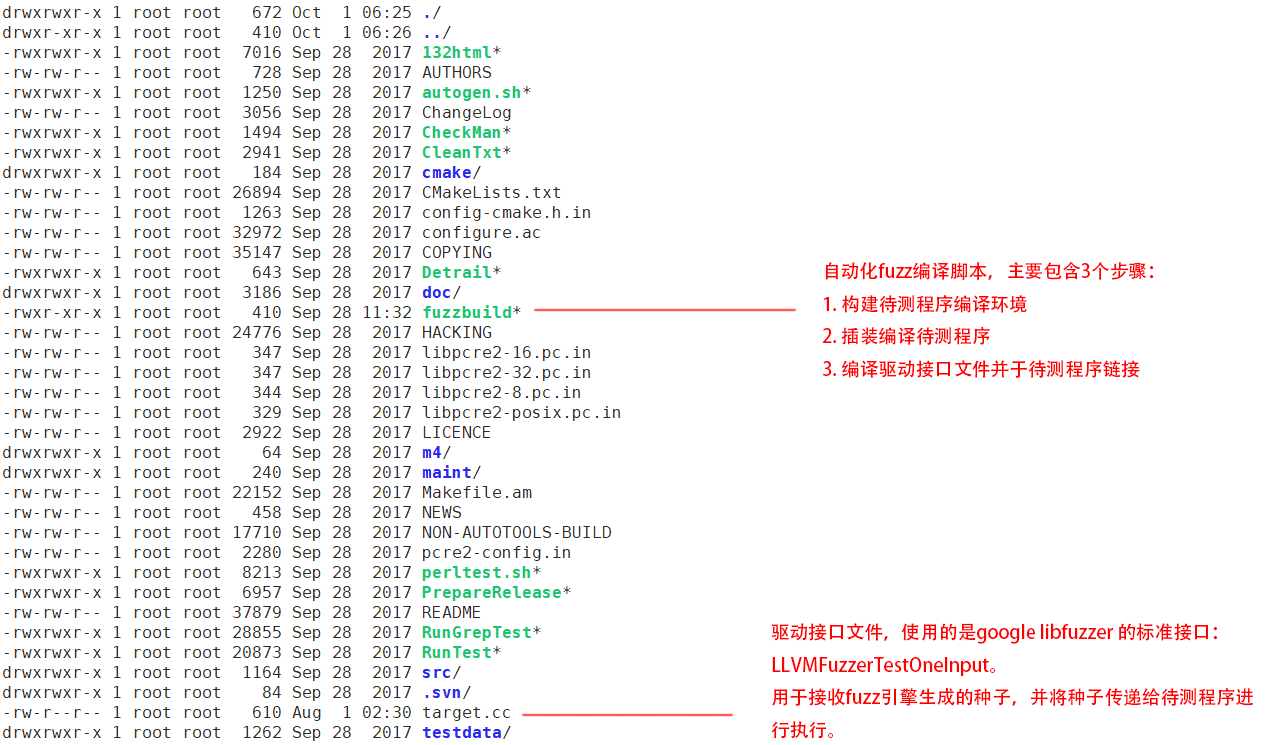 drwxrwxr-x 1 root root   672 Oct  1 06:25 ./
drwxr-xr-x 1 root root   410 Oct  1 06:26 ../
-rwxrwxr-x 1 root root  7016 Sep 28  2017 132html*
-rw-rw-r-- 1 root root   728 Sep 28  2017 AUTHORS
-rwxrwxr-x 1 root root  1250 Sep 28  2017 autogen.sh*
-rw-rw-r-- 1 root root  3056 Sep 28  2017 ChangeLog
-rwxrwxr-x 1 root root  1494 Sep 28  2017 CheckMan*
-rwxrwxr-x 1 root root  2941 Sep 28  2017 CleanTxt*
drwxrwxr-x 1 root root   184 Sep 28  2017 cmake/
-rw-rw-r-- 1 root root 26894 Sep 28  2017 CMakeLists.txt
-rw-rw-r-- 1 root root  1263 Sep 28  2017 config-cmake.h.in
-rw-rw-r-- 1 root root 32972 Sep 28  2017 configure.ac
-rw-rw-r-- 1 root root 35147 Sep 28  2017 COPYING
-rwxrwxr-x 1 root root   643 Sep 28  2017 Detrail*
drwxrwxr-x 1 root root  3186 Sep 28  2017 doc/
-rwxr-xr-x 1 root root   410 Sep 28 11:32 fuzzbuild*
-rw-rw-r-- 1 root root 24776 Sep 28  2017 HACKING
-rw-rw-r-- 1 root root   347 Sep 28  2017 libpcre2-16.pc.in
-rw-rw-r-- 1 root root   347 Sep 28  2017 libpcre2-32.pc.in
-rw-rw-r-- 1 root root   344 Sep 28  2017 libpcre2-8.pc.in
-rw-rw-r-- 1 root root   329 Sep 28  2017 libpcre2-posix.pc.in
-rw-rw-r-- 1 root root  2922 Sep 28  2017 LICENCE
drwxrwxr-x 1 root root    64 Sep 28  2017 m4/
drwxrwxr-x 1 root root   240 Sep 28  2017 maint/
-rw-rw-r-- 1 root root 22152 Sep 28  2017 Makefile.am
-rw-rw-r-- 1 root root   458 Sep 28  2017 NEWS
-rw-rw-r-- 1 root root 17710 Sep 28  2017 NON-AUTOTOOLS-BUILD
-rw-rw-r-- 1 root root  2280 Sep 28  2017 pcre2-config.in
-rwxrwxr-x 1 root root  8213 Sep 28  2017 perltest.sh*
-rwxrwxr-x 1 root root  6957 Sep 28  2017 PrepareRelease*
-rw-rw-r-- 1 root root 37879 Sep 28  2017 README
-rwxrwxr-x 1 root root 28855 Sep 28  2017 RunGrepTest*
-rwxrwxr-x 1 root root 20873 Sep 28  2017 RunTest*
drwxrwxr-x 1 root root  1164 Sep 28  2017 src/
drwxrwxr-x 1 root root    84 Sep 28  2017 .svn/
-rw-r--r-- 1 root root   610 Aug  1 02:30 target.cc
drwxrwxr-x 1 root root  1262 Sep 28  2017 testdata/
自动化fuzz编译脚本，主要包含3个步骤：
1. 构建待测程序编译环境
2. 插装编译待测程序
3. 编译驱动接口文件并于待测程序链接
驱动接口文件，使用的是google libfuzzer 的标准接口：
LLVMFuzzerTestOneInput。
用于接收fuzz引擎生成的种子，并将种子传递给待测程序进
行执行。